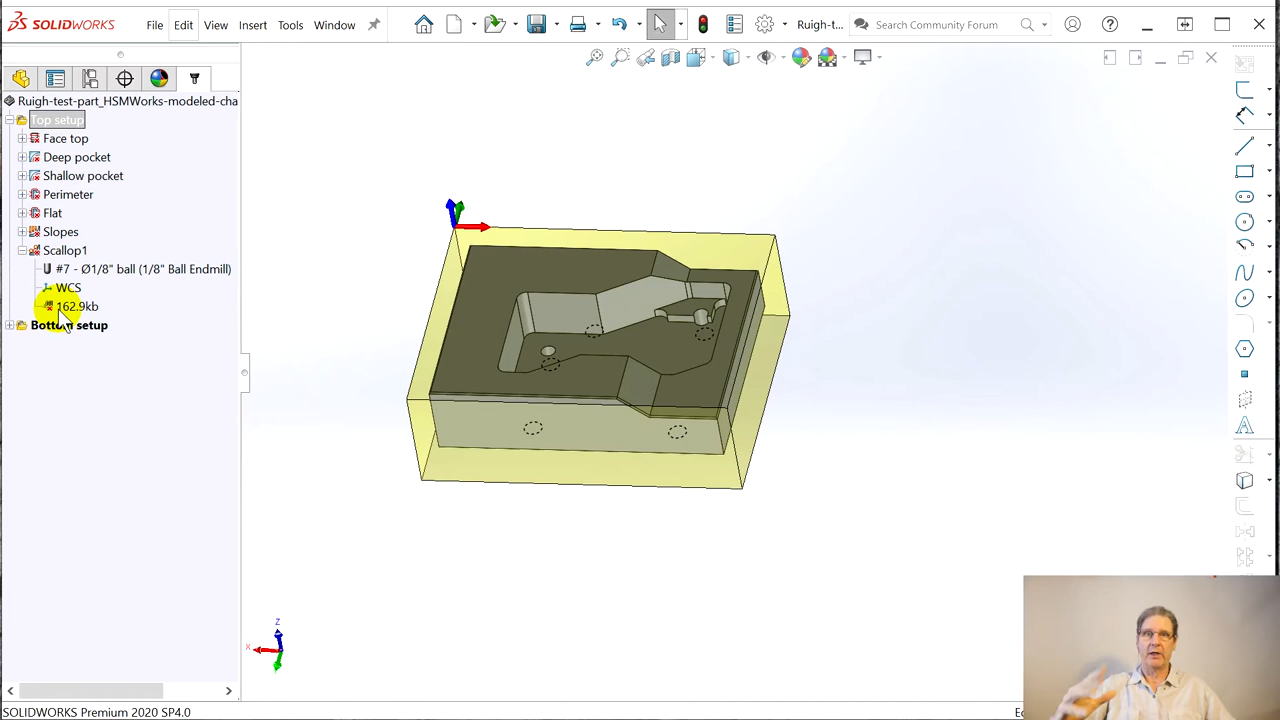 SOLIDWORKS File Edit View Insert Tools Window Ruigh-t... Search Community Forum
Ruigh-test-part_HSMWorks-modeled-cha
Top setup
Face top
Deep pocket
Shallow pocket
Perimeter
Flat
Slopes
Scallop1
#7 - Ø1/8" ball (1/8" Ball Endmill)
WCS
162.9kb
Bottom setup
Z
X
SOLIDWORKS Premium 2020 SP4.0